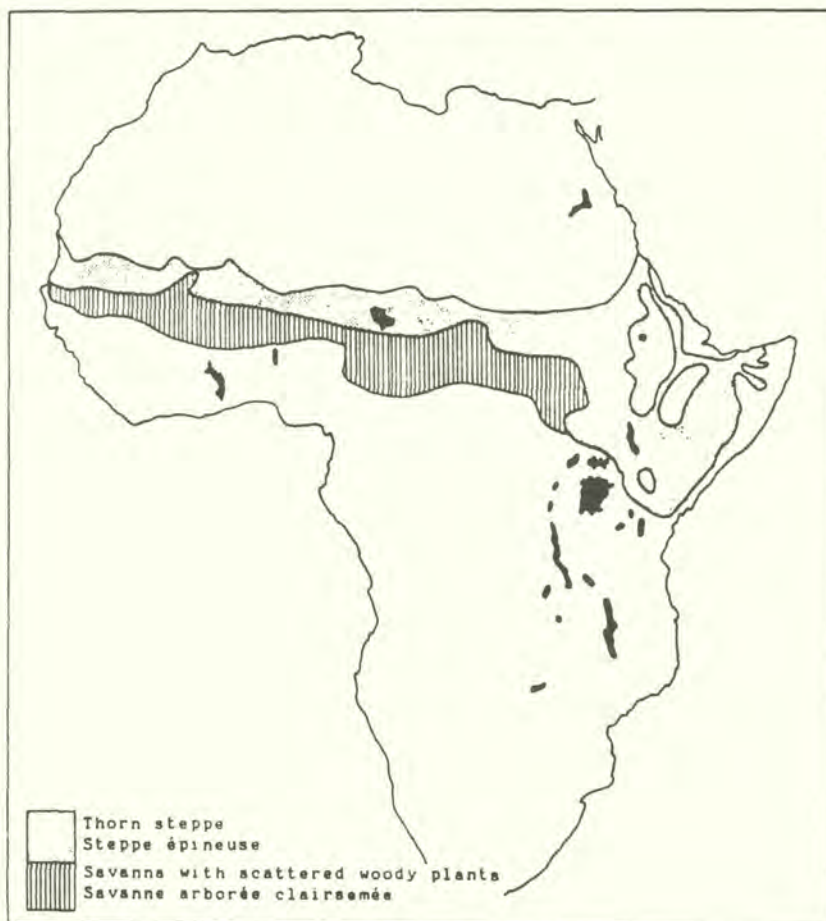 Thorn steppe
Steppe épineuse
Savanna with scattered woody plants
Savanne arborée clairsemée